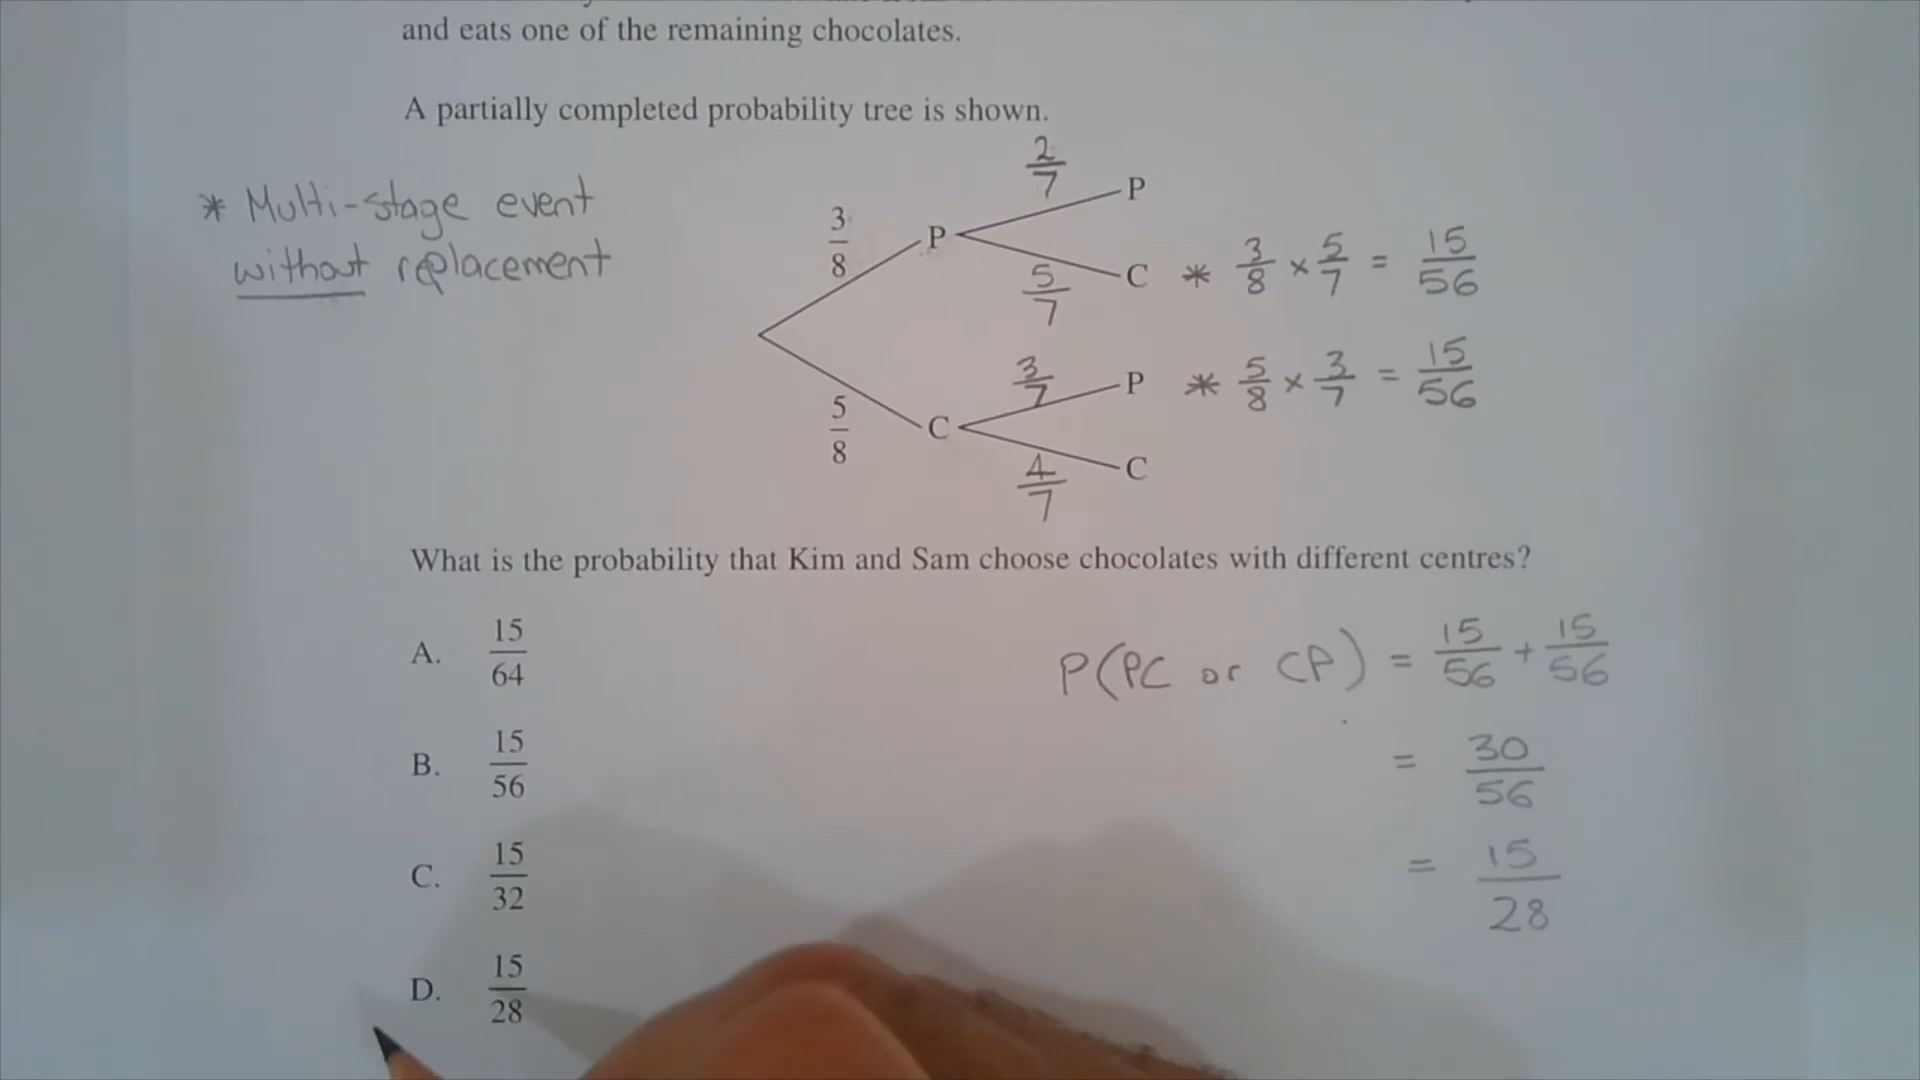 and eats one of the remaining chocolates.
A partially completed probability tree is shown.
* Multi-stage event
without replacement
3/8
P
2/7
P
5/7
C * 3/8 × 5/7 = 15/56
5/8
C
3/7
P * 5/8 × 3/7 = 15/56
4/7
C
What is the probability that Kim and Sam choose chocolates with different centres?
A. 15/64
B. 15/56
C. 15/32
D. 15/28
P(PC or CP) = 15/56 + 15/56
= 30/56
= 15/28